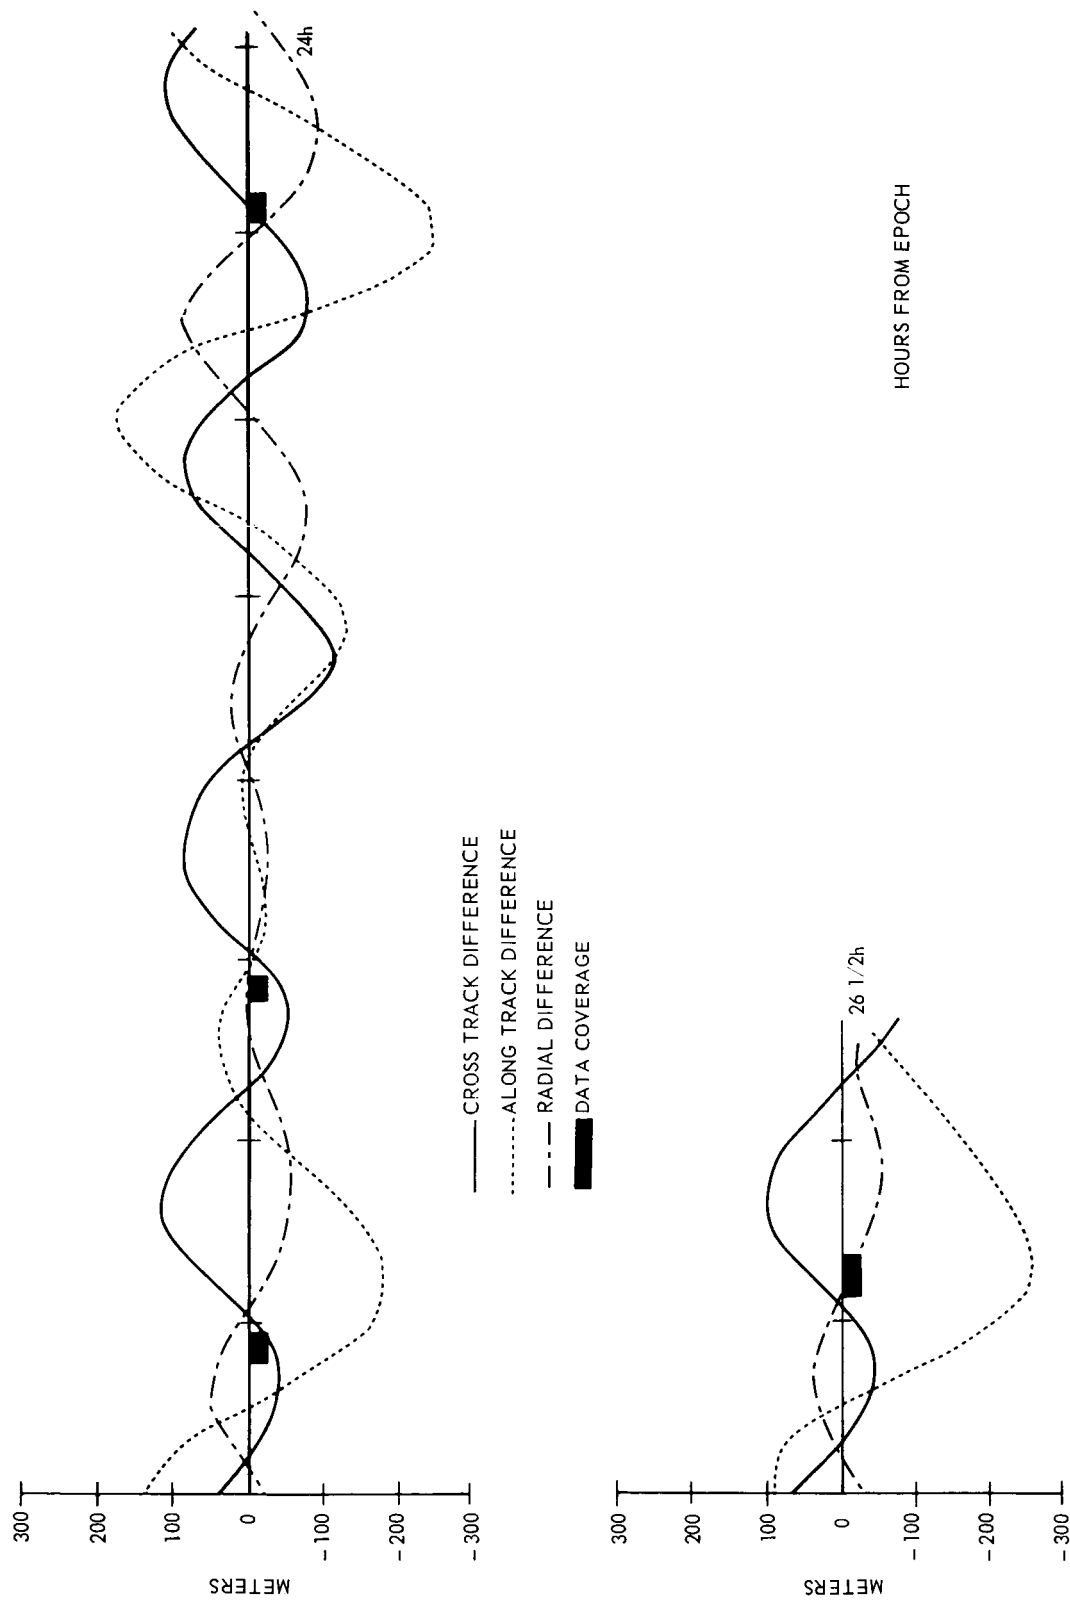 300
200
100
0
-100
-200
-300
METERS
24h
CROSS TRACK DIFFERENCE
ALONG TRACK DIFFERENCE
RADIAL DIFFERENCE
DATA COVERAGE
300
200
100
0
-100
-200
-300
METERS
26 1/2h
HOURS FROM EPOCH